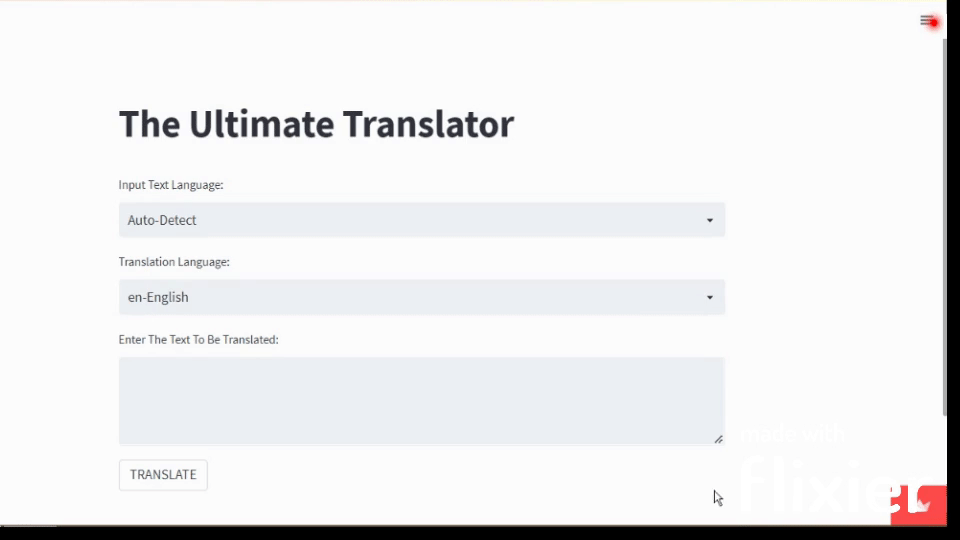 The Ultimate Translator
Input Text Language:
Auto-Detect
Translation Language:
en-English
Enter The Text To Be Translated:
TRANSLATE
made with
flixier